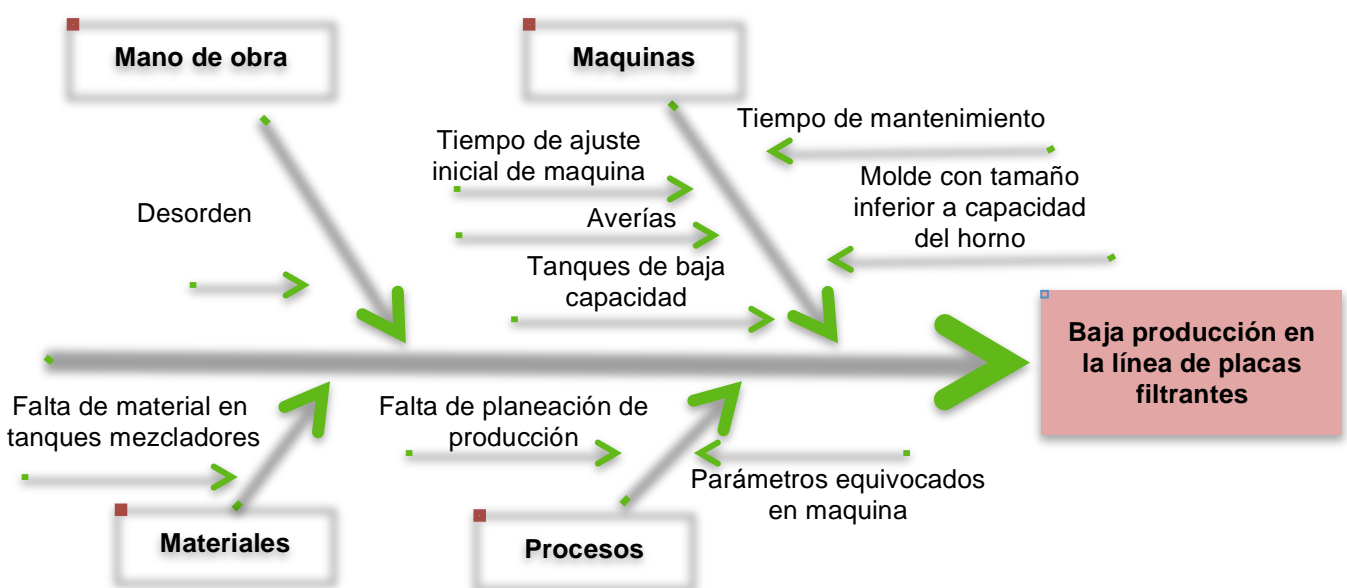 Mano de obra
Maquinas
Tiempo de mantenimiento
Tiempo de ajuste
inicial de maquina
Molde con tamaño
inferior a capacidad
del horno
Desorden
Averías
Tanques de baja
capacidad
Baja producción en
la línea de placas
filtrantes
Falta de material en
tanques mezcladores
Falta de planeación de
producción
Parámetros equivocados
en maquina
Materiales
Procesos